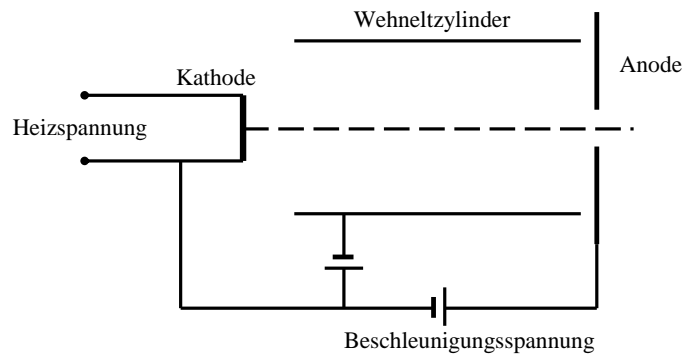 Wehneltzylinder
Anode
Kathode
Heizspannung
Beschleunigungsspannung